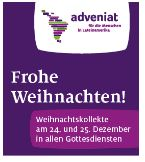 adveniat
für die Menschen
in Lateinamerika
Frohe
Weihnachten!
Weihnachtskollekte
am 24. und 25. Dezember
in allen Gottesdiensten